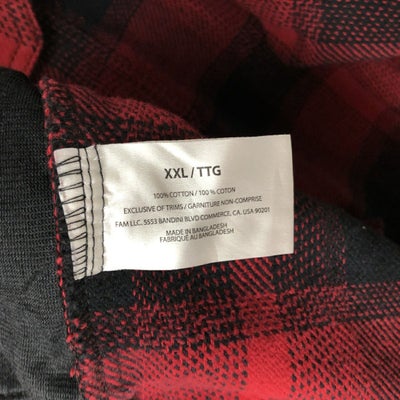 XXL / TTG
100% COTTON / 100 % COTON
EXCLUSIVE OF TRIMS / GARNITURE NON-COMPRISE
FAM LLC. 5553 BANDINI BLVD COMMERCE, CA. USA 90201
MADE IN BANGLADESH
FABRIQUÉ AU BANGLADESH